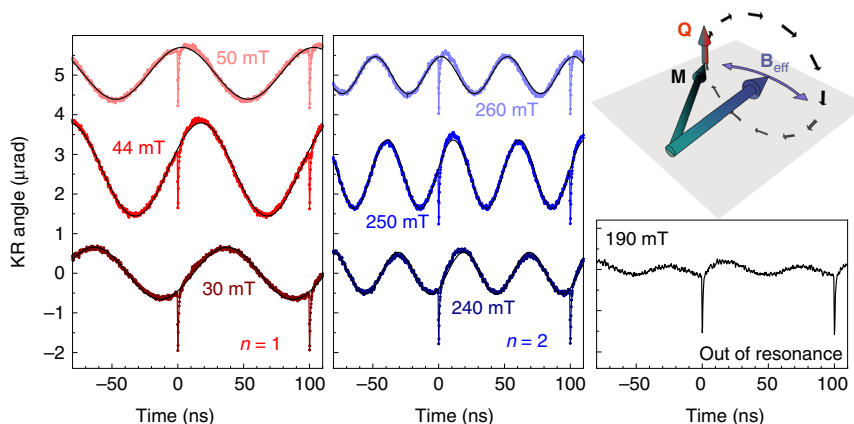 KR angle (μrad)
5
4
3
2
1
0
−1
−2
50 mT
44 mT
30 mT
n = 1
−50
0
50
100
Time (ns)
260 mT
250 mT
240 mT
n = 2
−50
0
50
100
Time (ns)
Q
M
Beff
190 mT
Out of resonance
−50
0
50
100
Time (ns)